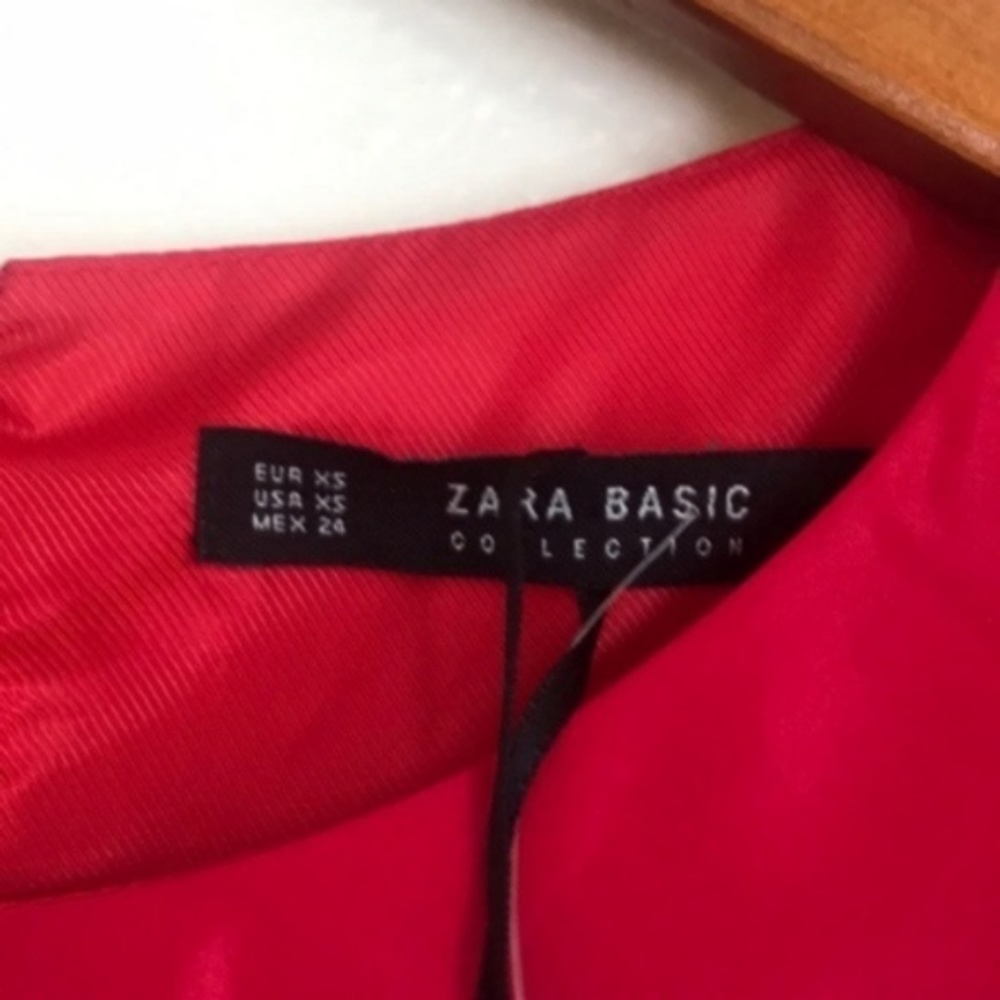 EUR XS
USA XS
MEX 24
ZARA BASIC
COLLECTION